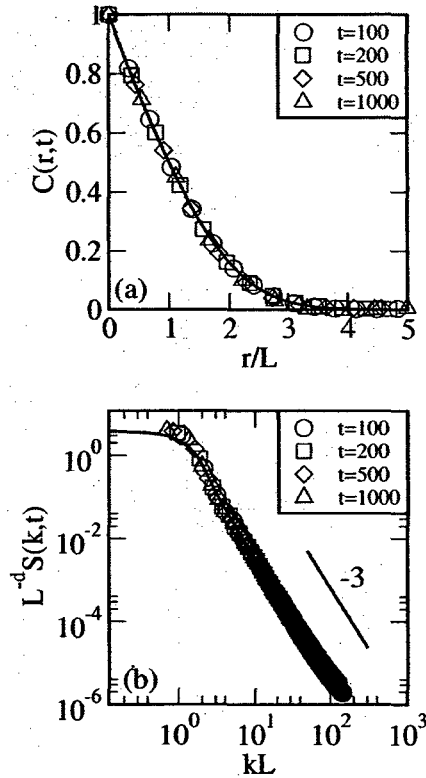 1
0.8
0.6
0.4
0.2
0
C(r,t)
t=100
t=200
t=500
t=1000
(a)
0 1 2 3 4 5
r/L
10^0
10^-2
10^-4
10^-6
L^-d S(k,t)
t=100
t=200
t=500
t=1000
-3
(b)
10^0 10^1 10^2 10^3
kL